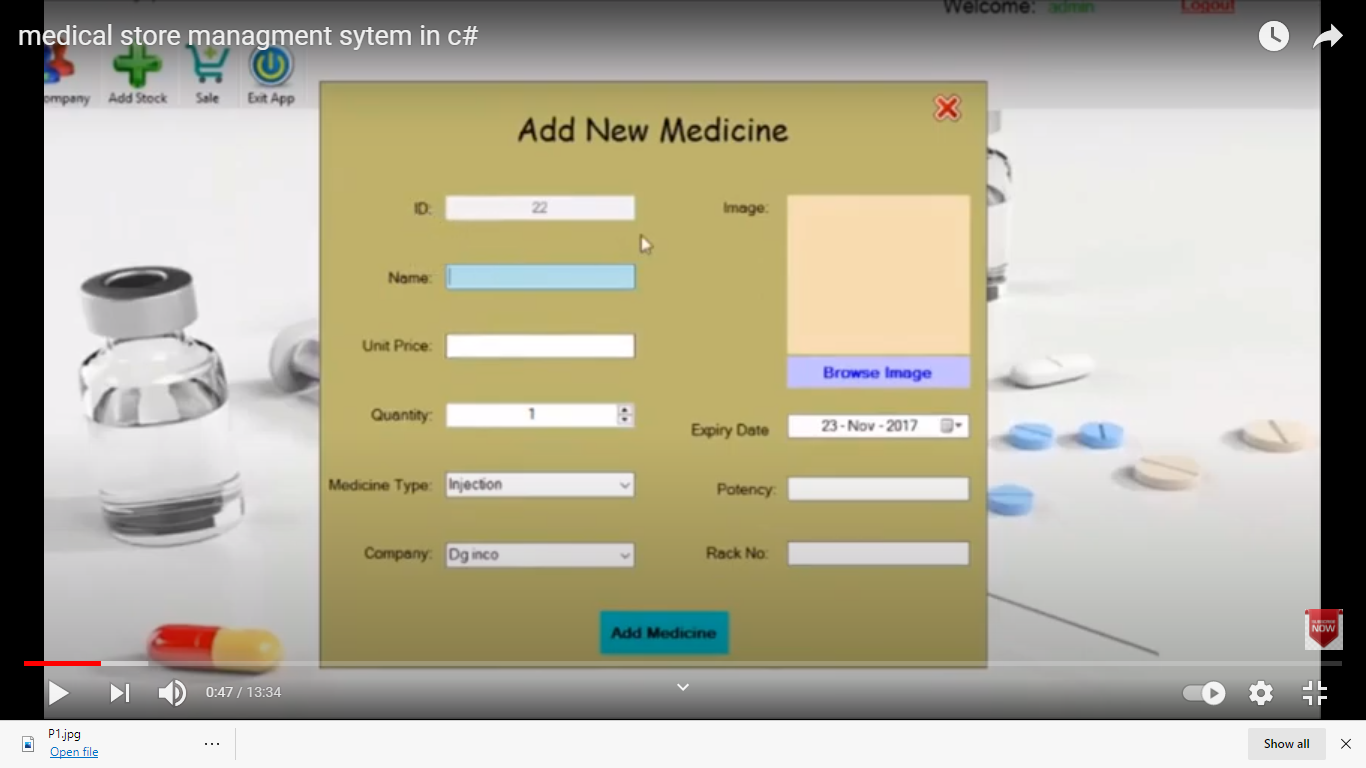 Welcome: admin
Logout
medical store managment sytem in c#
ompany
Add Stock
Sale
Exit App
Add New Medicine
ID: 22
Name:
Unit Price:
Quantity: 1
Medicine Type: Injection
Company: Dg inco
Image:
Browse Image
Expiry Date 23 - Nov - 2017
Potency:
Rack No:
Add Medicine
SUBSCRIBE
NOW
0:47 / 13:34
P1.jpg
Open file
Show all